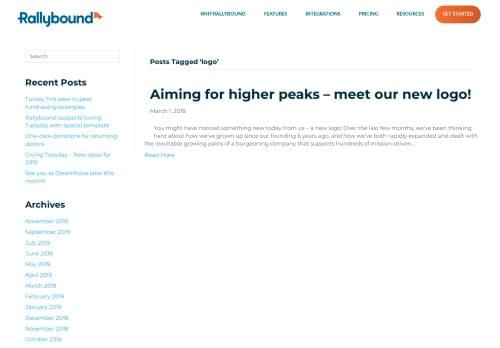 Rallybound
WHY RALLYBOUND
FEATURES
INTEGRATIONS
PRICING
RESOURCES
GET STARTED
Search
Recent Posts
Turkey Trot peer to peer
fundraising examples
Rallybound supports Giving
Tuesday with special template
One-click donations for returning
donors
Giving Tuesday – New ideas for
2019
See you at Dreamforce later this
month!
Archives
November 2019
September 2019
July 2019
June 2019
May 2019
April 2019
March 2019
February 2019
January 2019
December 2018
November 2018
October 2018
Posts Tagged ‘logo’
Aiming for higher peaks – meet our new logo!
March 1, 2018
You might have noticed something new today from us – a new logo! Over the last few months, we’ve been thinking
hard about how we’ve grown up since our founding 6 years ago, and how we’ve both rapidly expanded and dealt with
the inevitable growing pains of a burgeoning company that supports hundreds of mission-driven...
Read More